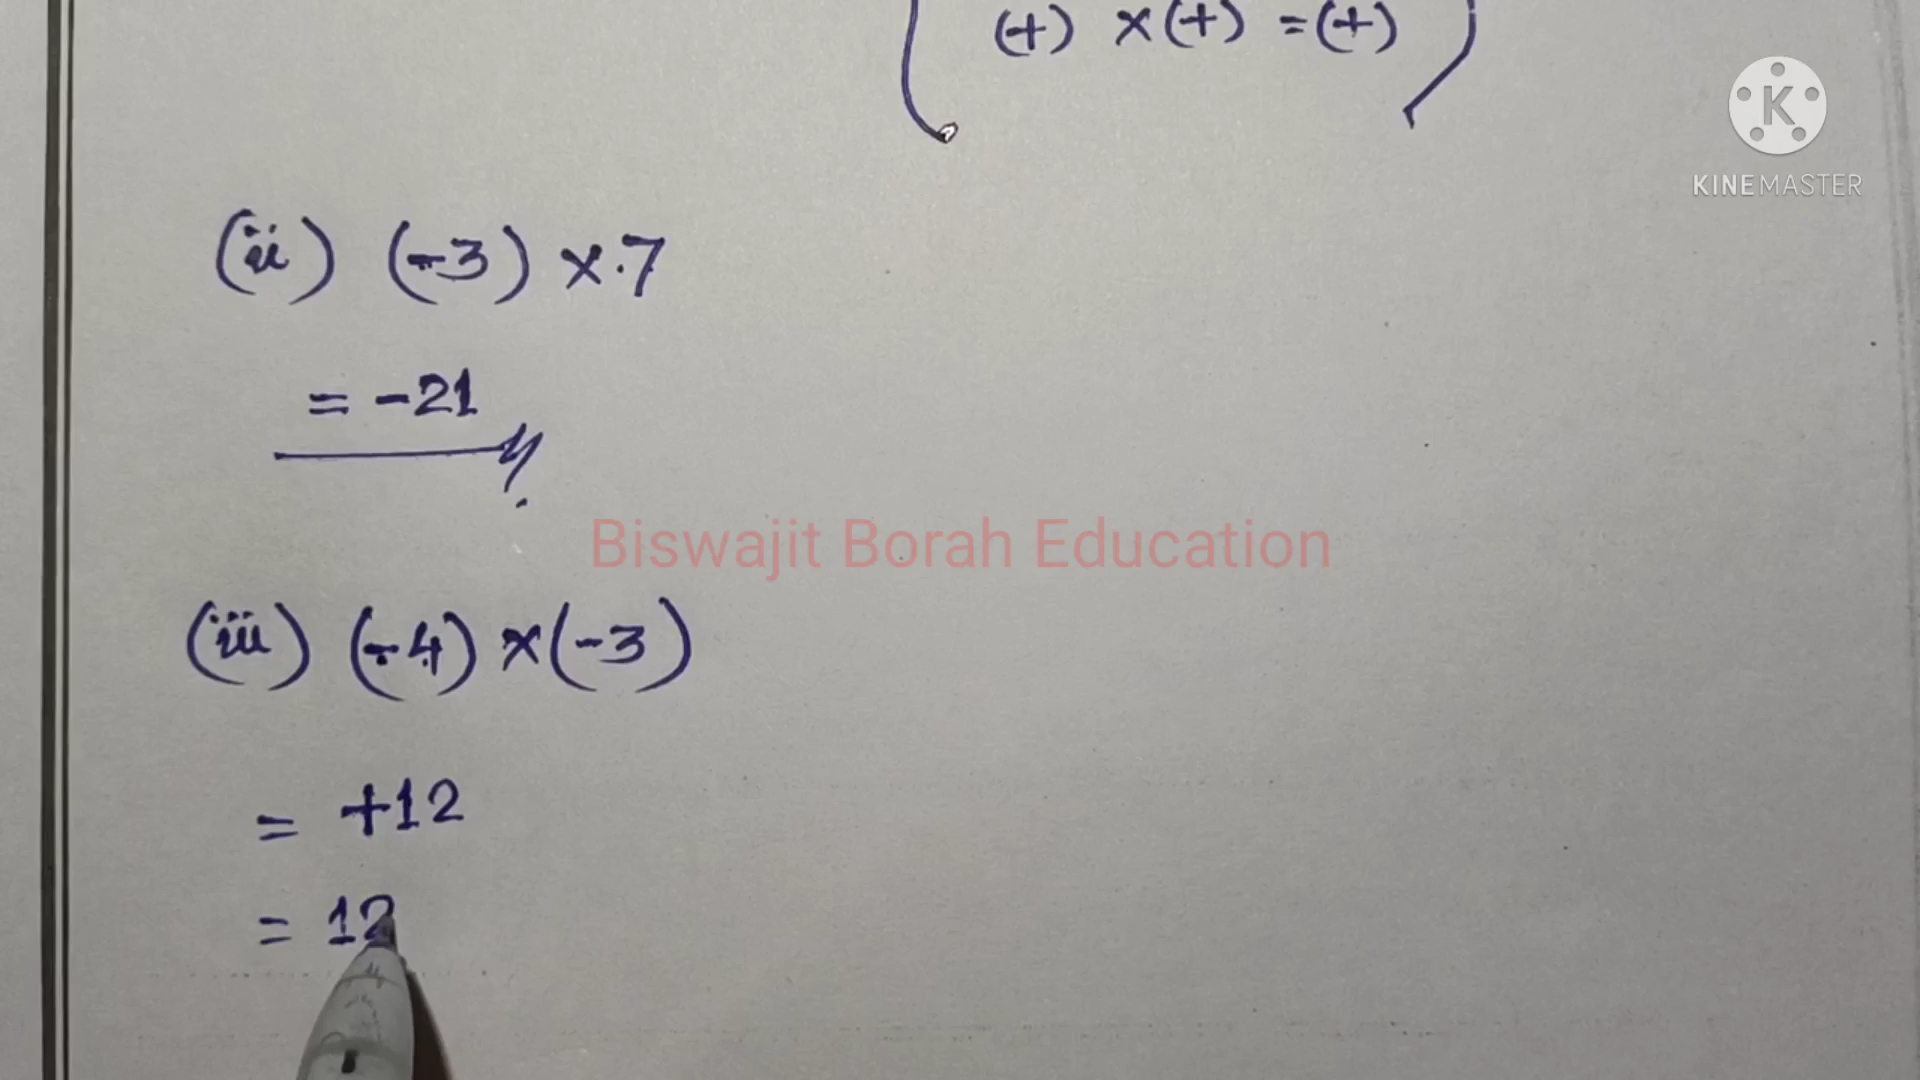 (+) ×(+) =(+)
KINEMASTER
(ii) (-3) × 7
= -21
Biswajit Borah Education
(iii) (-4) ×(-3)
= +12
= 12